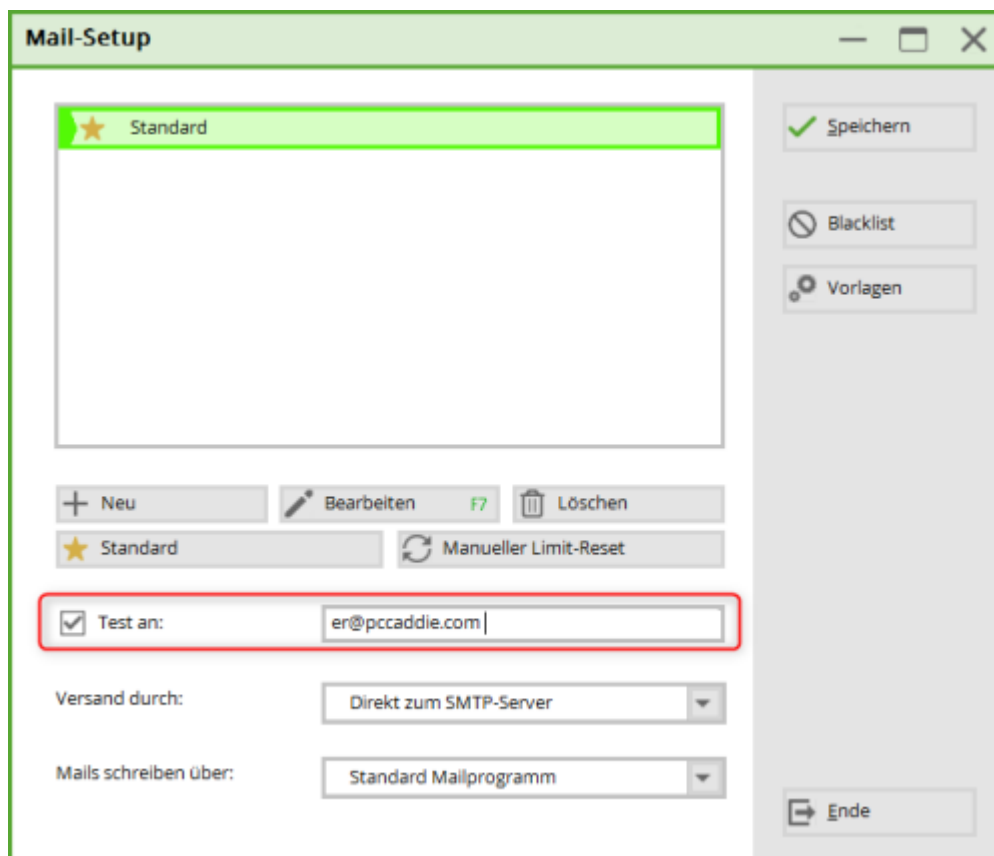 Mail-Setup
Standard
Speichern
Blacklist
Vorlagen
Neu
Bearbeiten F7
Löschen
Standard
Manueller Limit-Reset
Test an: er@pccaddie.com
Versand durch: Direkt zum SMTP-Server
Mails schreiben über: Standard Mailprogramm
Ende